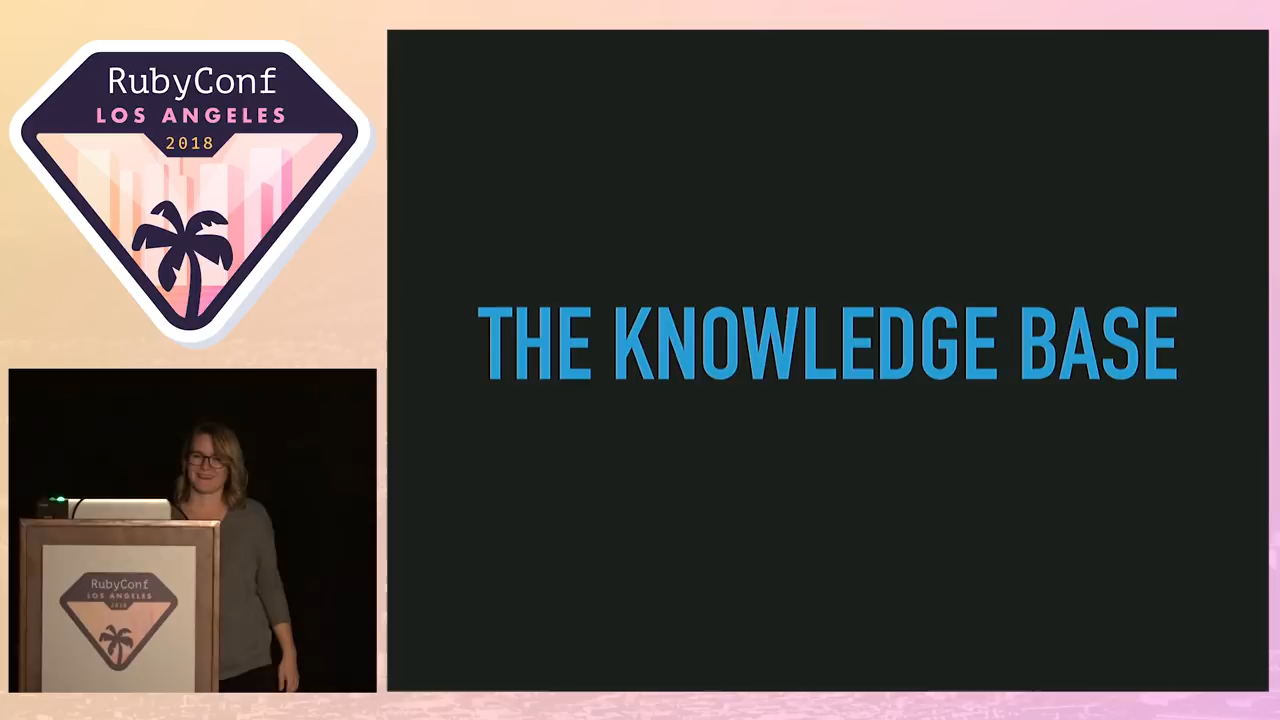 RubyConf
LOS ANGELES
2018
THE KNOWLEDGE BASE
RubyConf
LOS ANGELES
2018